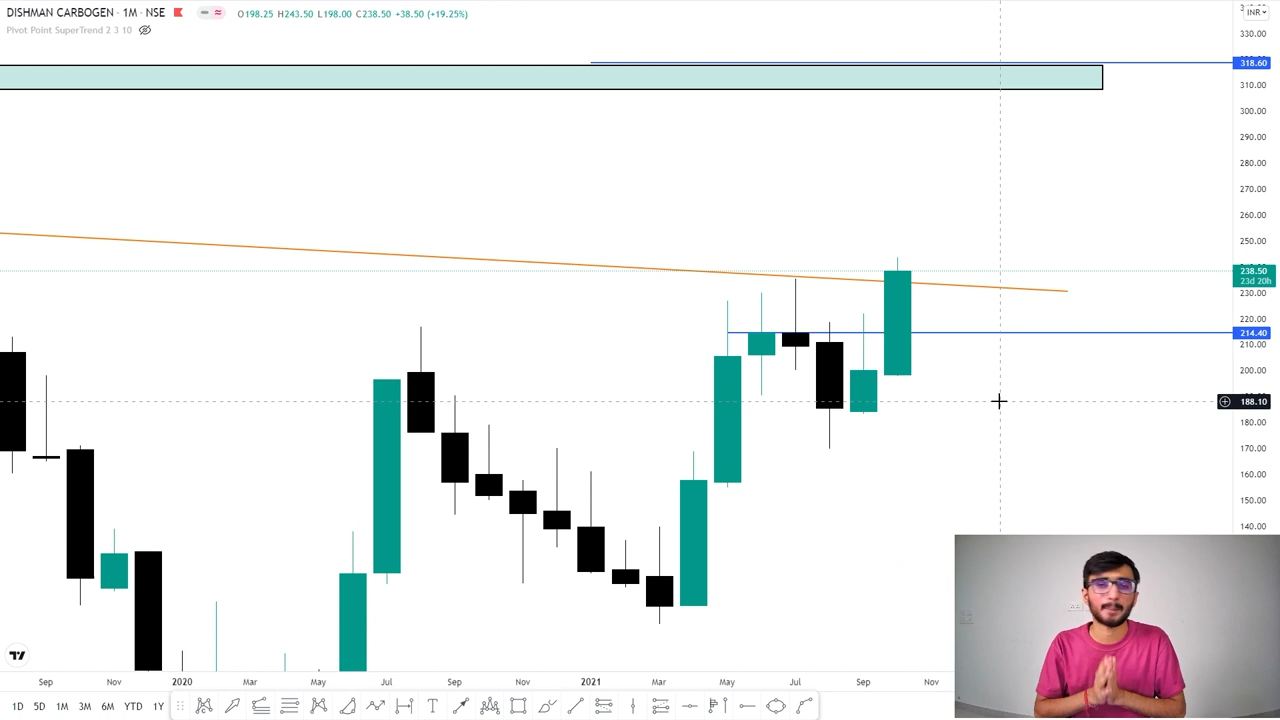 DISHMAN CARBOGEN · 1M · NSE
O198.25 H243.50 L198.00 C238.50 +38.50 (+19.25%)
Pivot Point SuperTrend 2 3 10
INR
330.00
318.60
310.00
300.00
290.00
280.00
270.00
260.00
250.00
238.50
23d 20h
230.00
220.00
214.40
210.00
200.00
188.10
180.00
170.00
160.00
150.00
140.00
Sep
Nov
2020
Mar
May
Jul
Sep
Nov
2021
Mar
May
Jul
Sep
Nov
1D
5D
1M
3M
6M
YTD
1Y
T